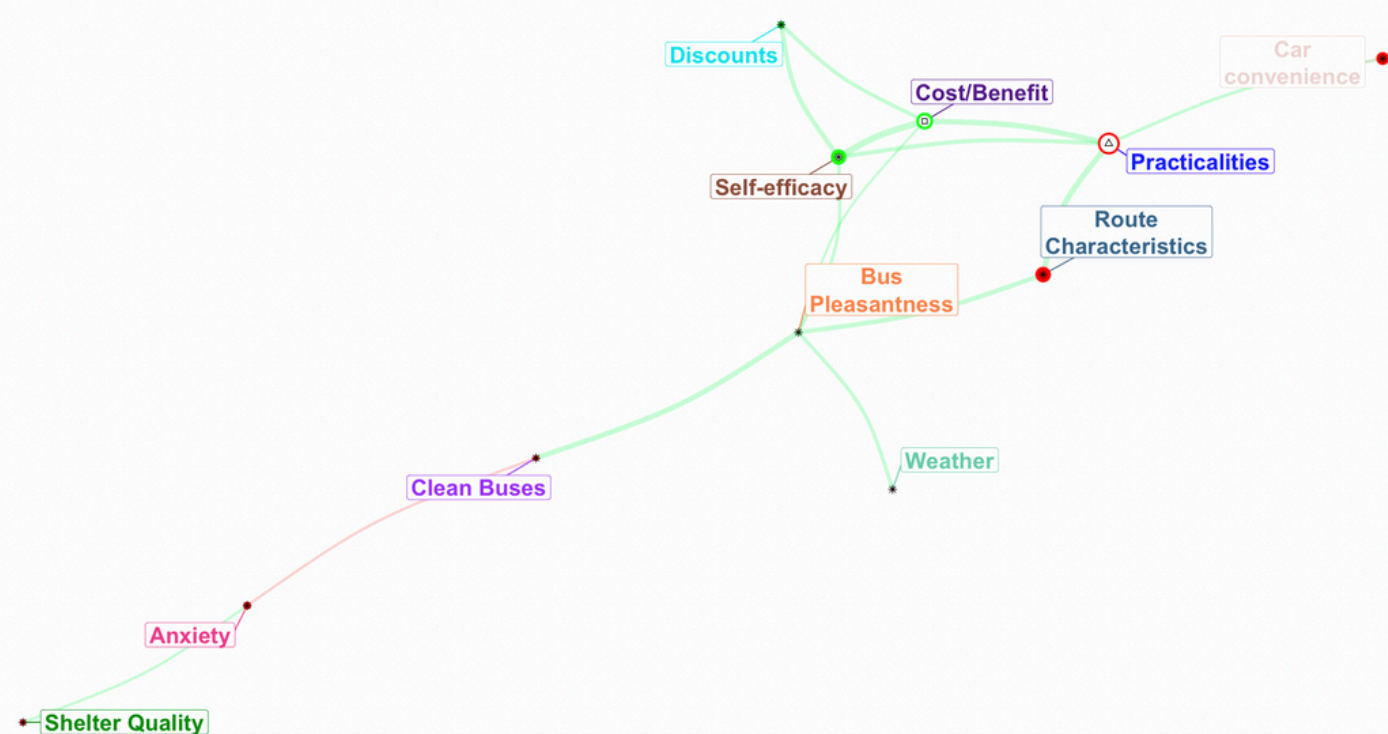 Discounts
Car
convenience
Cost/Benefit
Practicalities
Self-efficacy
Route
Characteristics
Bus
Pleasantness
Weather
Clean Buses
Anxiety
Shelter Quality